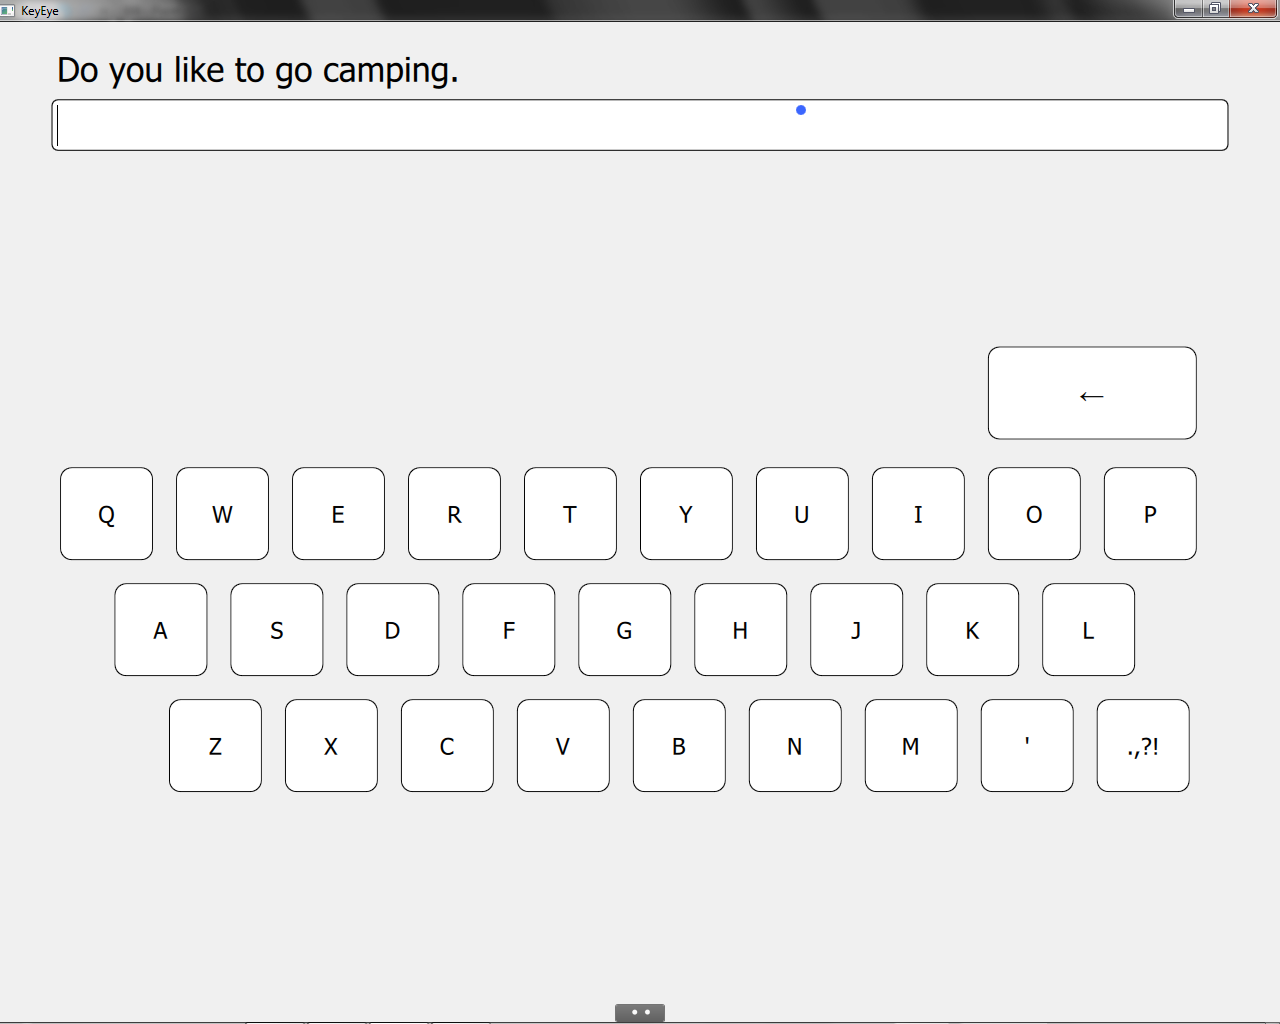 KeyEye
Do you like to go camping.
←
Q W E R T Y U I O P
A S D F G H J K L
Z X C V B N M ' .,?!